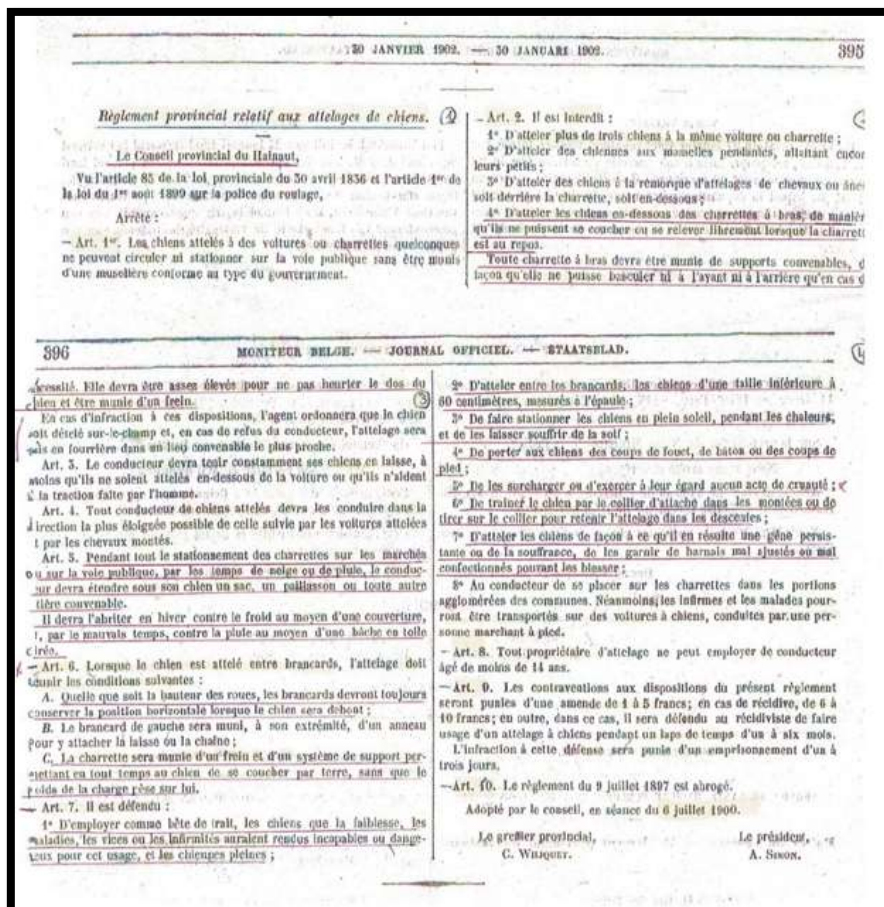 30 JANVIER 1902. — 30 JANUARI 1902.
395
Règlement provincial relatif aux attelages de chiens.
Le Conseil provincial du Hainaut,
Vu l'article 85 de la loi provinciale du 30 avril 1836 et l'article 1er de
la loi du 1er août 1899 sur la police du roulage,
Arrête :
— Art. 1er. Les chiens attelés à des voitures ou charrettes quelconques
ne peuvent circuler ni stationner sur la voie publique sans être munis
d'une muselière conforme au type du gouvernement.
— Art. 2. Il est interdit :
1° D'atteler plus de trois chiens à la même voiture ou charrette ;
2° D'atteler des chiennes aux mamelles pendantes, allaitant encor
leurs petits ;
3° D'atteler des chiens à la remorque d'attelages de chevaux ou ânes
soit derrière la charrette, soit en-dessous ;
4° D'atteler les chiens en-dessous des charrettes à bras, de manièr
qu'ils ne puissent se coucher ou se relever librement lorsque la charrett
est au repos.
Toute charrette à bras devra être munie de supports convenables, d
façon qu'elle ne puisse basculer ni à l'avant ni à l'arrière qu'en cas d
396
MONITEUR BELGE. — JOURNAL OFFICIEL. — STAATSBLAD.
écessité. Elle devra être assez élevée pour ne pas heurter le dos du
chien et être munie d'un frein.
En cas d'infraction à ces dispositions, l'agent ordonnera que le chien
soit dételé sur-le-champ et, en cas de refus du conducteur, l'attelage sera
mis en fourrière dans un lieu convenable le plus proche.
Art. 3. Le conducteur devra tenir constamment ses chiens en laisse, à
moins qu'ils ne soient attelés en-dessous de la voiture ou qu'ils n'aident
à la traction faite par l'homme.
Art. 4. Tout conducteur de chiens attelés devra les conduire dans la
direction la plus éloignée possible de celle suivie par les voitures attelées
t par les chevaux montés.
Art. 5. Pendant tout le stationnement des charrettes sur les marchés
ou sur la voie publique, par les temps de neige ou de pluie, le conduc-
eur devra étendre sous son chien un sac, un paillasson ou toute autre
tière convenable.
Il devra l'abriter en hiver contre le froid au moyen d'une couverture,
t, par le mauvais temps, contre la pluie au moyen d'une bâche en toile
cirée.
— Art. 6. Lorsque le chien est attelé entre brancards, l'attelage doit
réunir les conditions suivantes :
A. Quelle que soit la hauteur des roues, les brancards devront toujours
conserver la position horizontale lorsque le chien sera debout ;
B. Le brancard de gauche sera muni, à son extrémité, d'un anneau
pour y attacher la laisse ou la chaîne ;
C. La charrette sera munie d'un frein et d'un système de support per-
mettant en tout temps au chien de se coucher par terre, sans que le
poids de la charge pèse sur lui.
— Art. 7. Il est défendu :
1° D'employer comme bête de trait, les chiens que la faiblesse, les
maladies, les vices ou les infirmités auraient rendus incapables ou dange-
reux pour cet usage, et les chiennes pleines ;
2° D'atteler entre les brancards, les chiens d'une taille inférieure à
60 centimètres, mesurés à l'épaule ;
3° De faire stationner les chiens en plein soleil, pendant les chaleurs,
et de les laisser souffrir de la soif ;
4° De porter aux chiens des coups de fouet, de bâton ou des coups de
pied ;
5° De les surcharger ou d'exercer à leur égard aucun acte de cruauté ;
6° De traîner le chien par le collier d'attache dans les montées ou de
tirer sur le collier pour retenir l'attelage dans les descentes ;
7° D'atteler les chiens de façon à ce qu'il en résulte une gêne persis-
tante ou de la souffrance, de les garnir de harnais mal ajustés ou mal
confectionnés pouvant les blesser ;
8° Au conducteur de se placer sur les charrettes dans les portions
agglomérées des communes. Néanmoins, les infirmes et les malades pour-
ront être transportés sur des voitures à chiens, conduites par une per-
sonne marchant à pied.
— Art. 8. Tout propriétaire d'attelage ne peut employer de conducteur
âgé de moins de 14 ans.
— Art. 9. Les contraventions aux dispositions du présent règlement
seront punies d'une amende de 1 à 5 francs ; en cas de récidive, de 6 à
10 francs ; en outre, dans ce cas, il sera défendu au récidiviste de faire
usage d'un attelage à chiens pendant un laps de temps d'un à six mois.
L'infraction à cette défense sera punie d'un emprisonnement d'un à
trois jours.
— Art. 10. Le règlement du 9 juillet 1897 est abrogé.
Adopté par le conseil, en séance du 6 juillet 1900.
Le greffier provincial,
C. WILIQUET.
Le président,
A. SIMON.